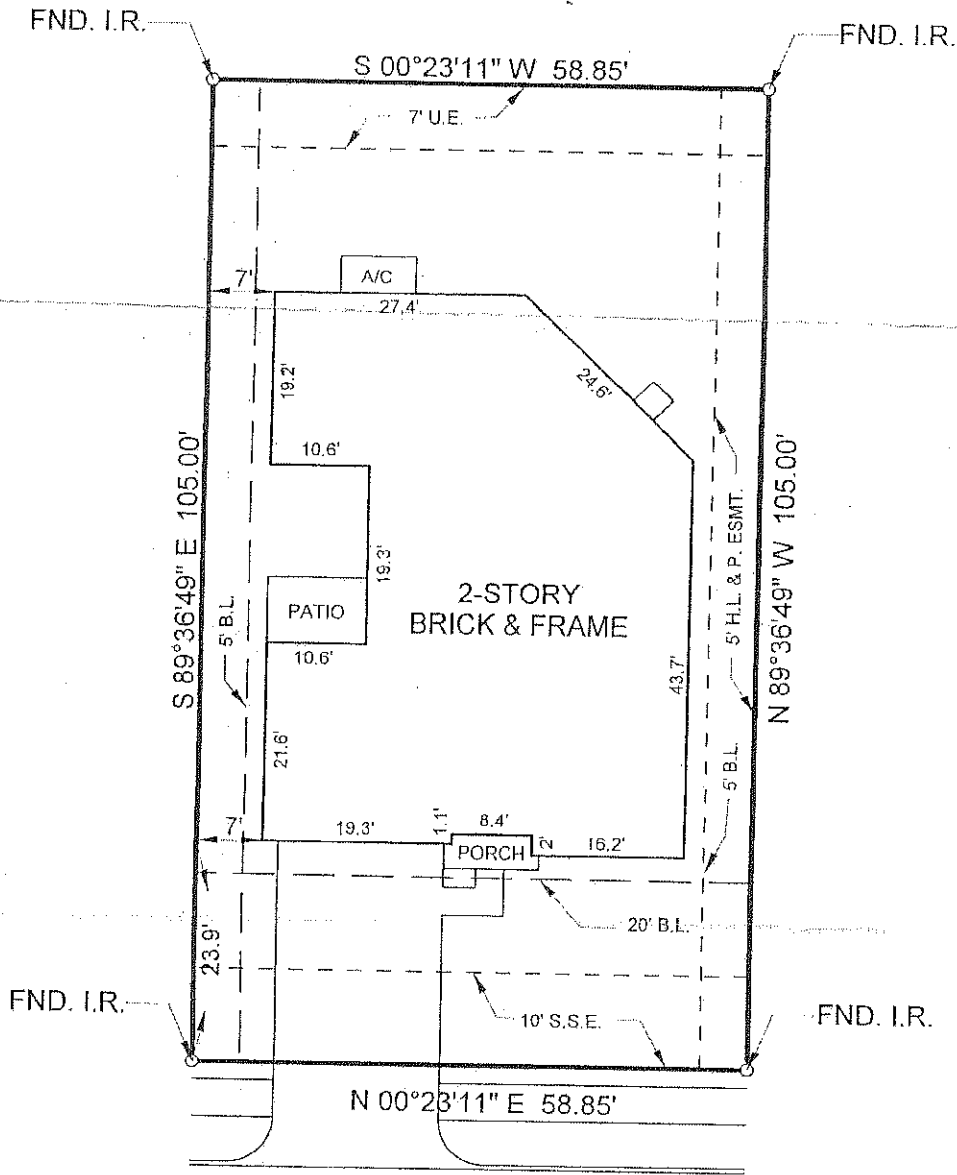 FND. I.R.
FND. I.R.
S 00°23'11" W 58.85'
7' U.E.
A/C
7'
27.4'
19.2'
24.6'
10.6'
S 89°36'49" E 105.00'
N 89°36'49" W 105.00'
19.3'
5' H.L. & P. ESMT.
2-STORY
BRICK & FRAME
PATIO
5' B.L.
10.6'
43.7'
21.6'
5' B.L.
7'
19.3'
1.1'
8.4'
2'
16.2'
PORCH
20' B.L.
23.9'
FND. I.R.
10' S.S.E.
FND. I.R.
N 00°23'11" E 58.85'